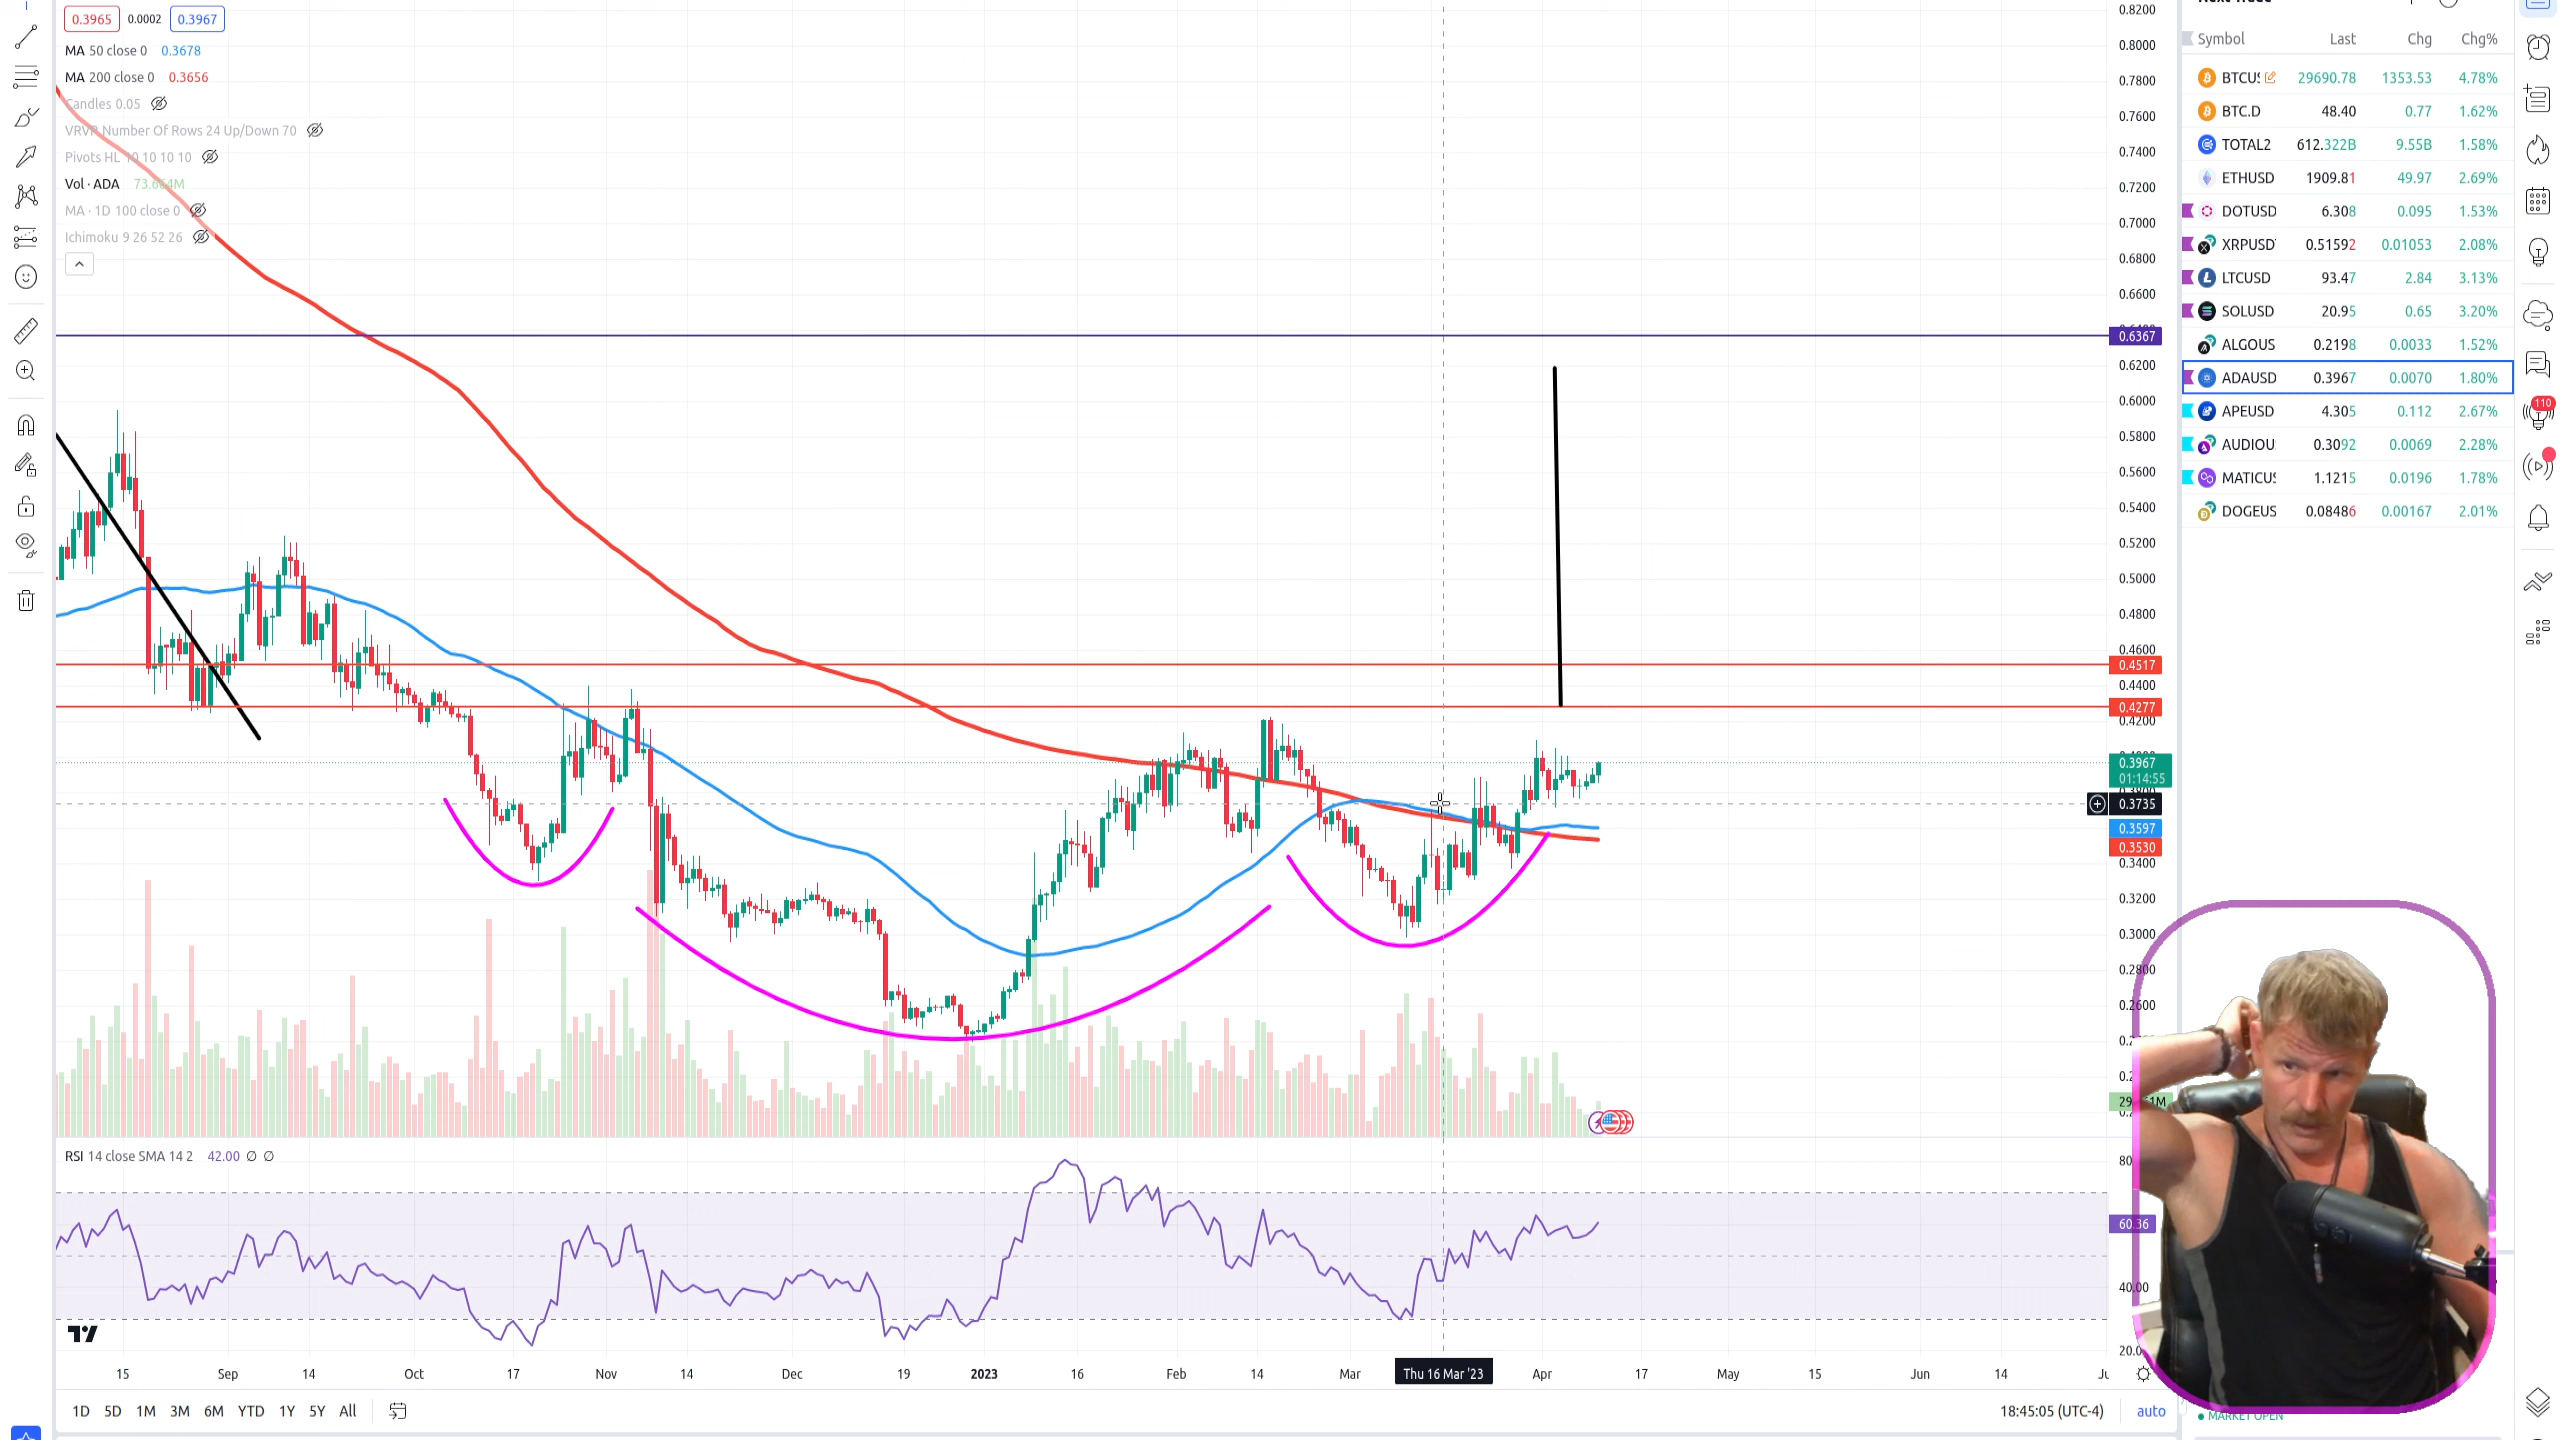 0.3965 0.0002 0.3967
MA 50 close 0 0.3678
MA 200 close 0 0.3656
Candles 0.05
VRVP Number Of Rows 24 Up/Down 70
Pivots HL 10 10 10 10
Vol · ADA
MA · 1D 100 close 0
Ichimoku 9 26 52 26
0.8200
0.8000
0.7800
0.7600
0.7400
0.7200
0.7000
0.6800
0.6600
0.6367
0.6200
0.6000
0.5800
0.5600
0.5400
0.5200
0.5000
0.4800
0.4600
0.4517
0.4400
0.4277
0.4200
0.3967
01:14:55
0.3735
0.3597
0.3530
0.3400
0.3200
0.3000
0.2800
0.2600
RSI 14 close SMA 14 2 42.00 ∅ ∅
80
60.36
40.00
20.0
15 Sep 14 Oct 17 Nov 14 Dec 19 2023 16 Feb 14 Mar Thu 16 Mar '23 Apr 17 May 15 Jun 14
1D 5D 1M 3M 6M YTD 1Y 5Y All
18:45:05 (UTC-4) auto
Symbol Last Chg Chg%
BTCUS 29690.78 1353.53 4.78%
BTC.D 48.40 0.77 1.62%
TOTAL2 612.322B 9.55B 1.58%
ETHUSD 1909.81 49.97 2.69%
DOTUSD 6.308 0.095 1.53%
XRPUSD 0.51592 0.01053 2.08%
LTCUSD 93.47 2.84 3.13%
SOLUSD 20.95 0.65 3.20%
ALGOUS 0.2198 0.0033 1.52%
ADAUSD 0.3967 0.0070 1.80%
APEUSD 4.305 0.112 2.67%
AUDIOU 0.3092 0.0069 2.28%
MATICUS 1.1215 0.0196 1.78%
DOGEUS 0.08486 0.00167 2.01%
110
MARKET OPEN